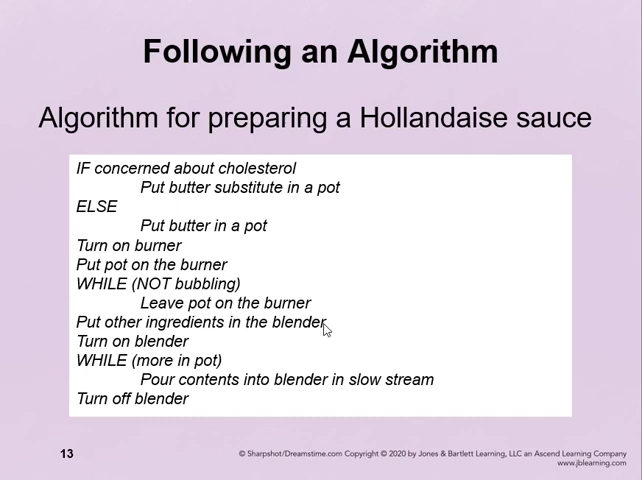 Following an Algorithm
Algorithm for preparing a Hollandaise sauce
IF concerned about cholesterol
Put butter substitute in a pot
ELSE
Put butter in a pot
Turn on burner
Put pot on the burner
WHILE (NOT bubbling)
Leave pot on the burner
Put other ingredients in the blender
Turn on blender
WHILE (more in pot)
Pour contents into blender in slow stream
Turn off blender
13
© Sharpshot/Dreamstime.com Copyright © 2020 by Jones & Bartlett Learning, LLC an Ascend Learning Company
www.jblearning.com